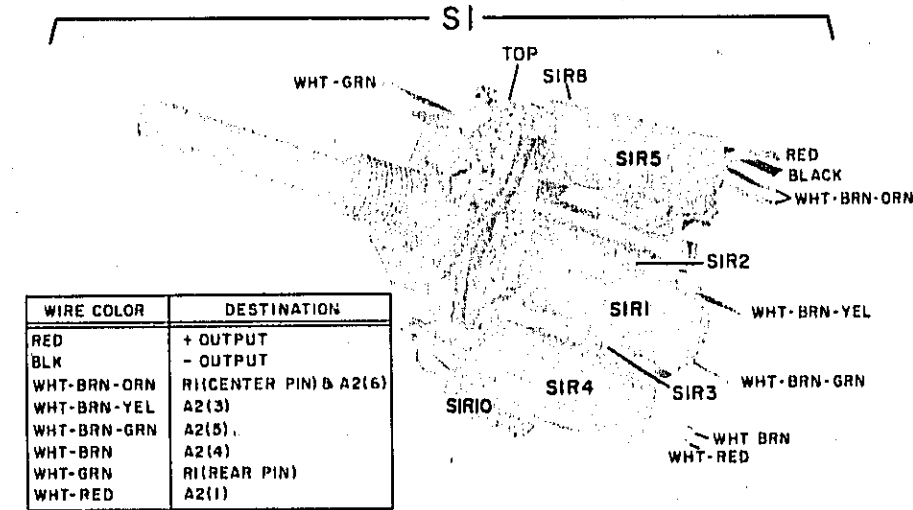 S1
TOP
S1R8
WHT-GRN
S1R5
RED
BLACK
WHT-BRN-ORN
S1R2
S1R1
WHT-BRN-YEL
S1R3
WHT-BRN-GRN
S1R4
S1R10
WHT BRN
WHT-RED
WIRE COLOR DESTINATION
RED + OUTPUT
BLK - OUTPUT
WHT-BRN-ORN R1(CENTER PIN) & A2(6)
WHT-BRN-YEL A2(3)
WHT-BRN-GRN A2(5).
WHT-BRN A2(4)
WHT-GRN R1(REAR PIN)
WHT-RED A2(1)